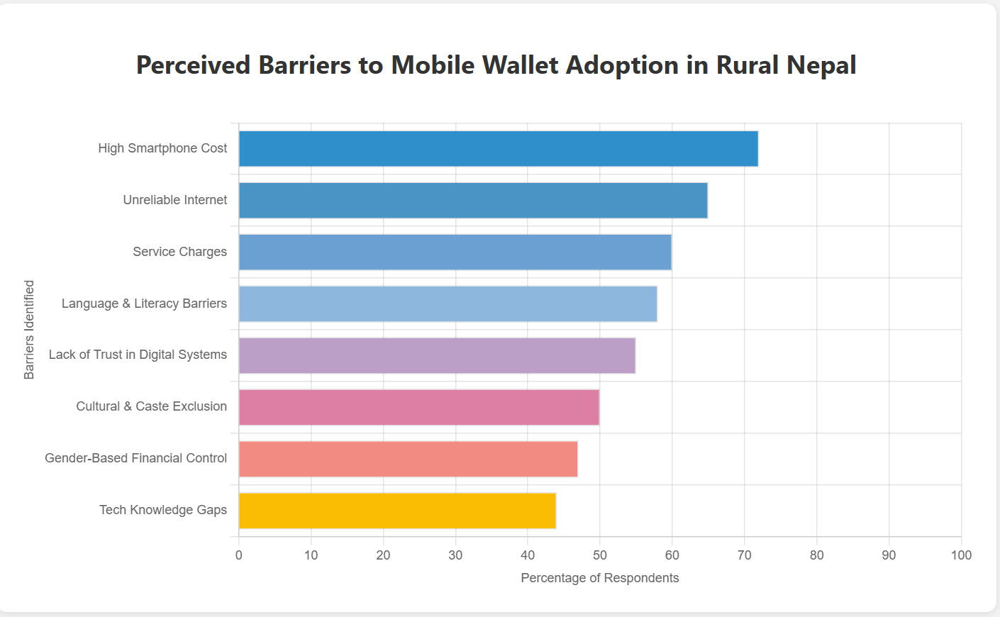 Perceived Barriers to Mobile Wallet Adoption in Rural Nepal
High Smartphone Cost
Unreliable Internet
Service Charges
Language & Literacy Barriers
Lack of Trust in Digital Systems
Cultural & Caste Exclusion
Gender-Based Financial Control
Tech Knowledge Gaps
Barriers Identified
0 10 20 30 40 50 60 70 80 90 100
Percentage of Respondents